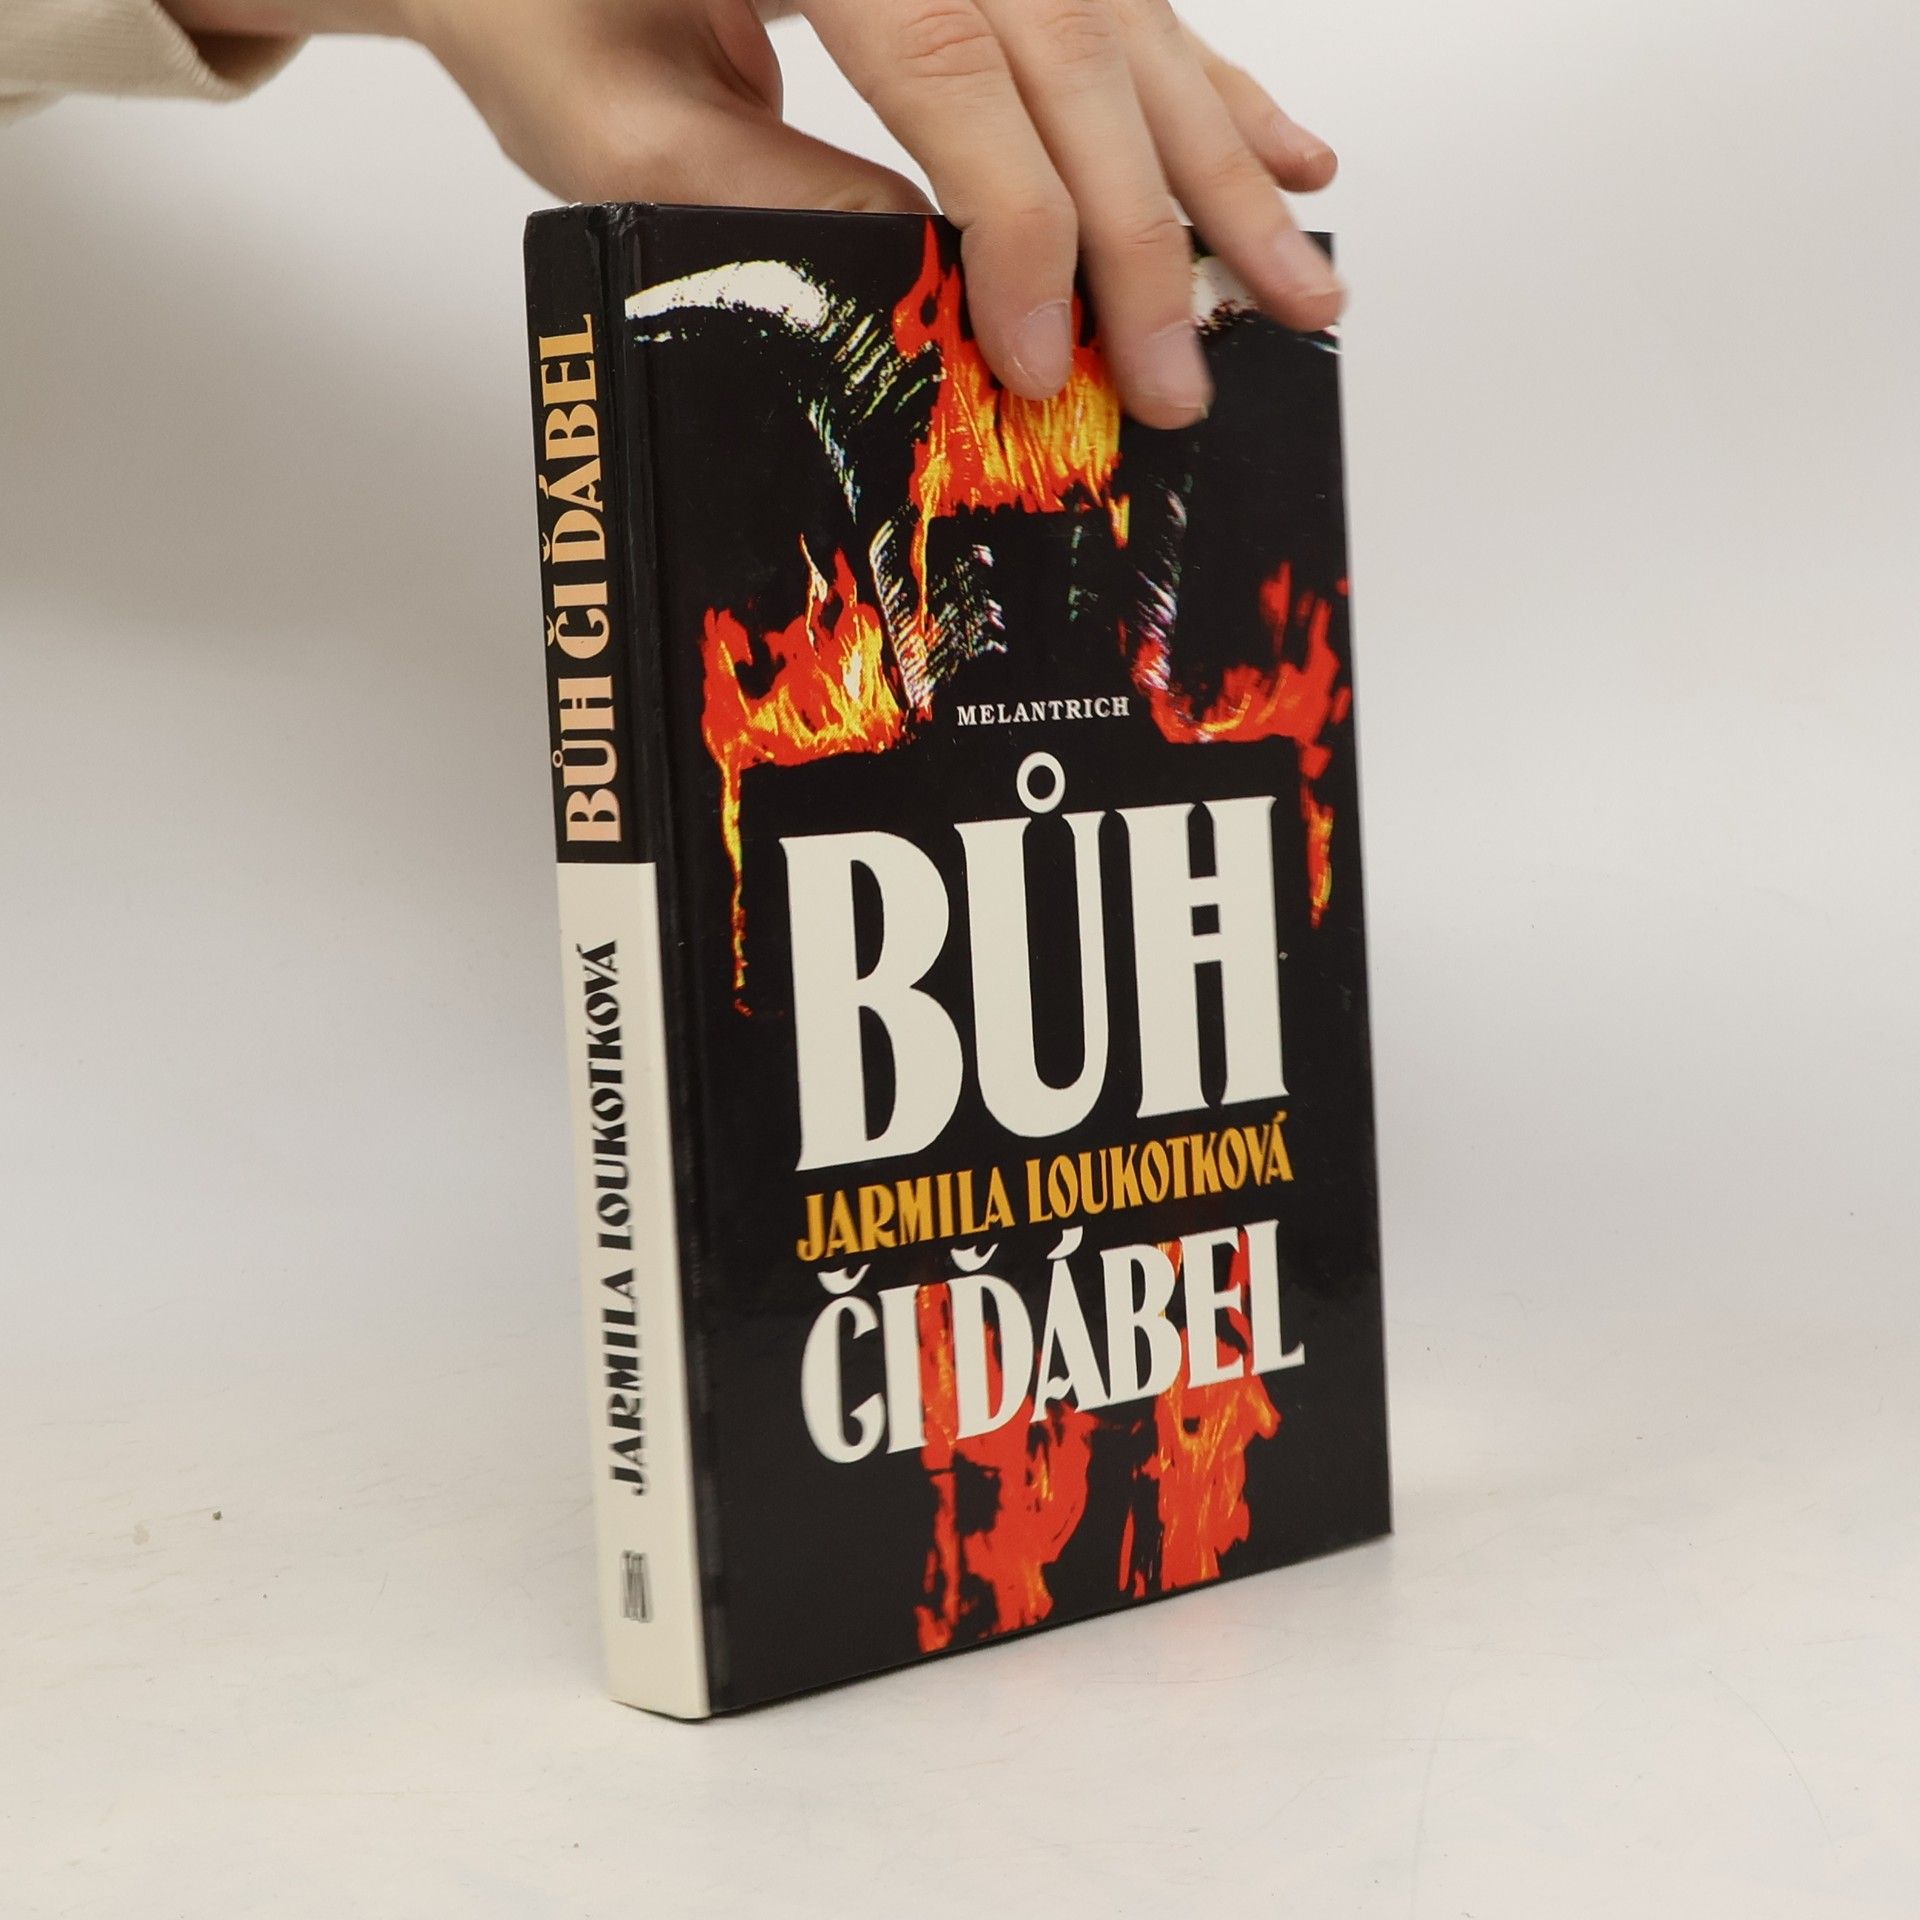 BŮH ČI ĎÁBEL
JARMILA LOUKOTKOVÁ
MELANTRICH
BŮH
JARMILA LOUKOTKOVÁ
ČI ĎÁBEL